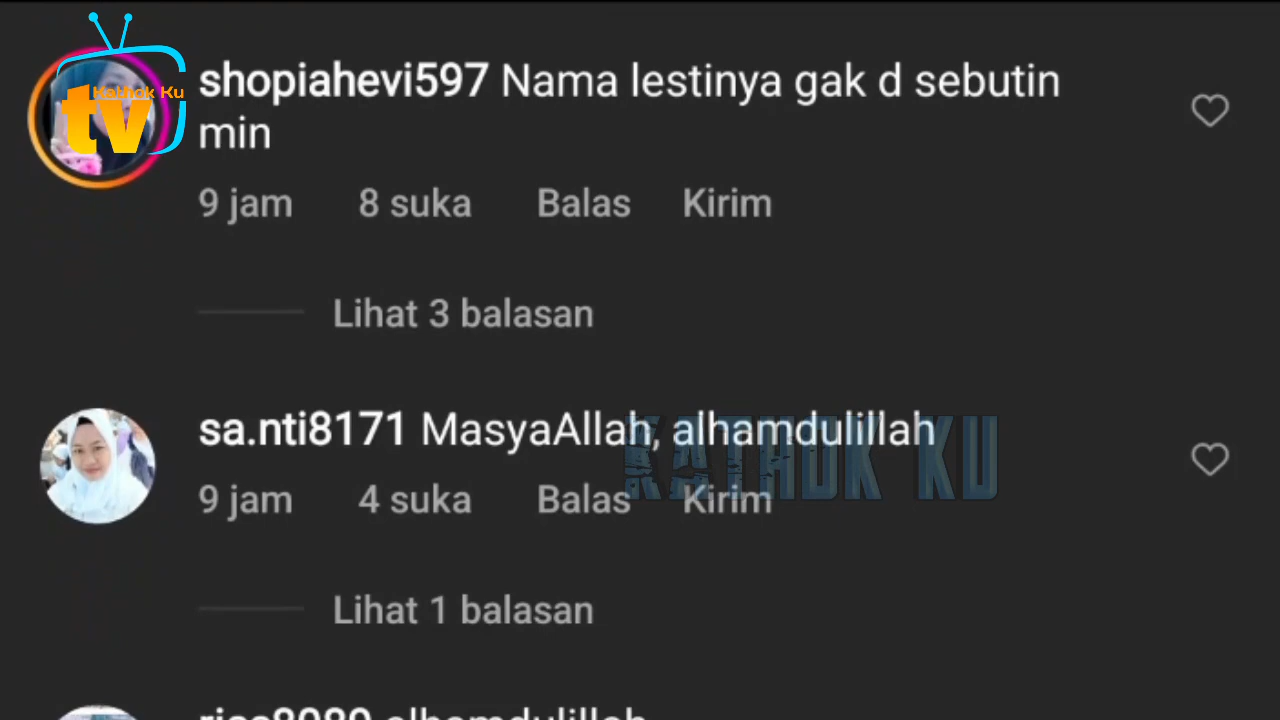 Kathok Ku
tv
shopiahevi597 Nama lestinya gak d sebutin
min
9 jam 8 suka Balas Kirim
Lihat 3 balasan
sa.nti8171 MasyaAllah, alhamdulillah
KATHOK KU
9 jam 4 suka Balas Kirim
Lihat 1 balasan
alhamdulillah